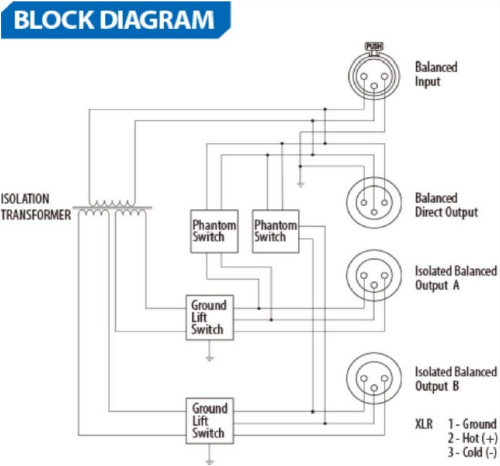 BLOCK DIAGRAM
PUSH
Balanced
Input
ISOLATION
TRANSFORMER
Phantom
Switch
Phantom
Switch
Balanced
Direct Output
Ground
Lift
Switch
Isolated Balanced
Output A
Ground
Lift
Switch
Isolated Balanced
Output B
XLR 1 - Ground
2 - Hot (+)
3 - Cold (-)